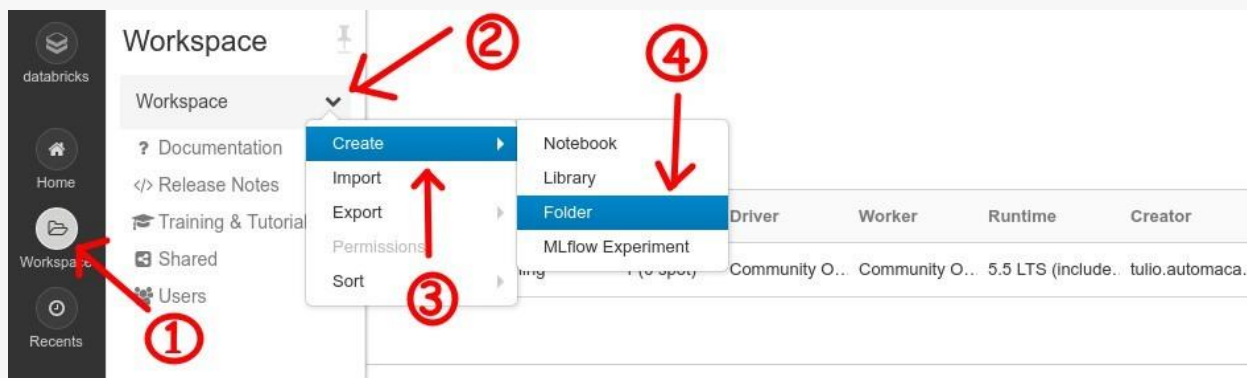 databricks
Home
Workspace
Recents
Workspace
Workspace
? Documentation
</> Release Notes
Training & Tutorial
Shared
Users
Create
Import
Export
Permissions
Sort
Notebook
Library
Folder
MLflow Experiment
Driver Worker Runtime Creator
Community O... Community O... 5.5 LTS (include... tulio.automaca.
1
2
3
4